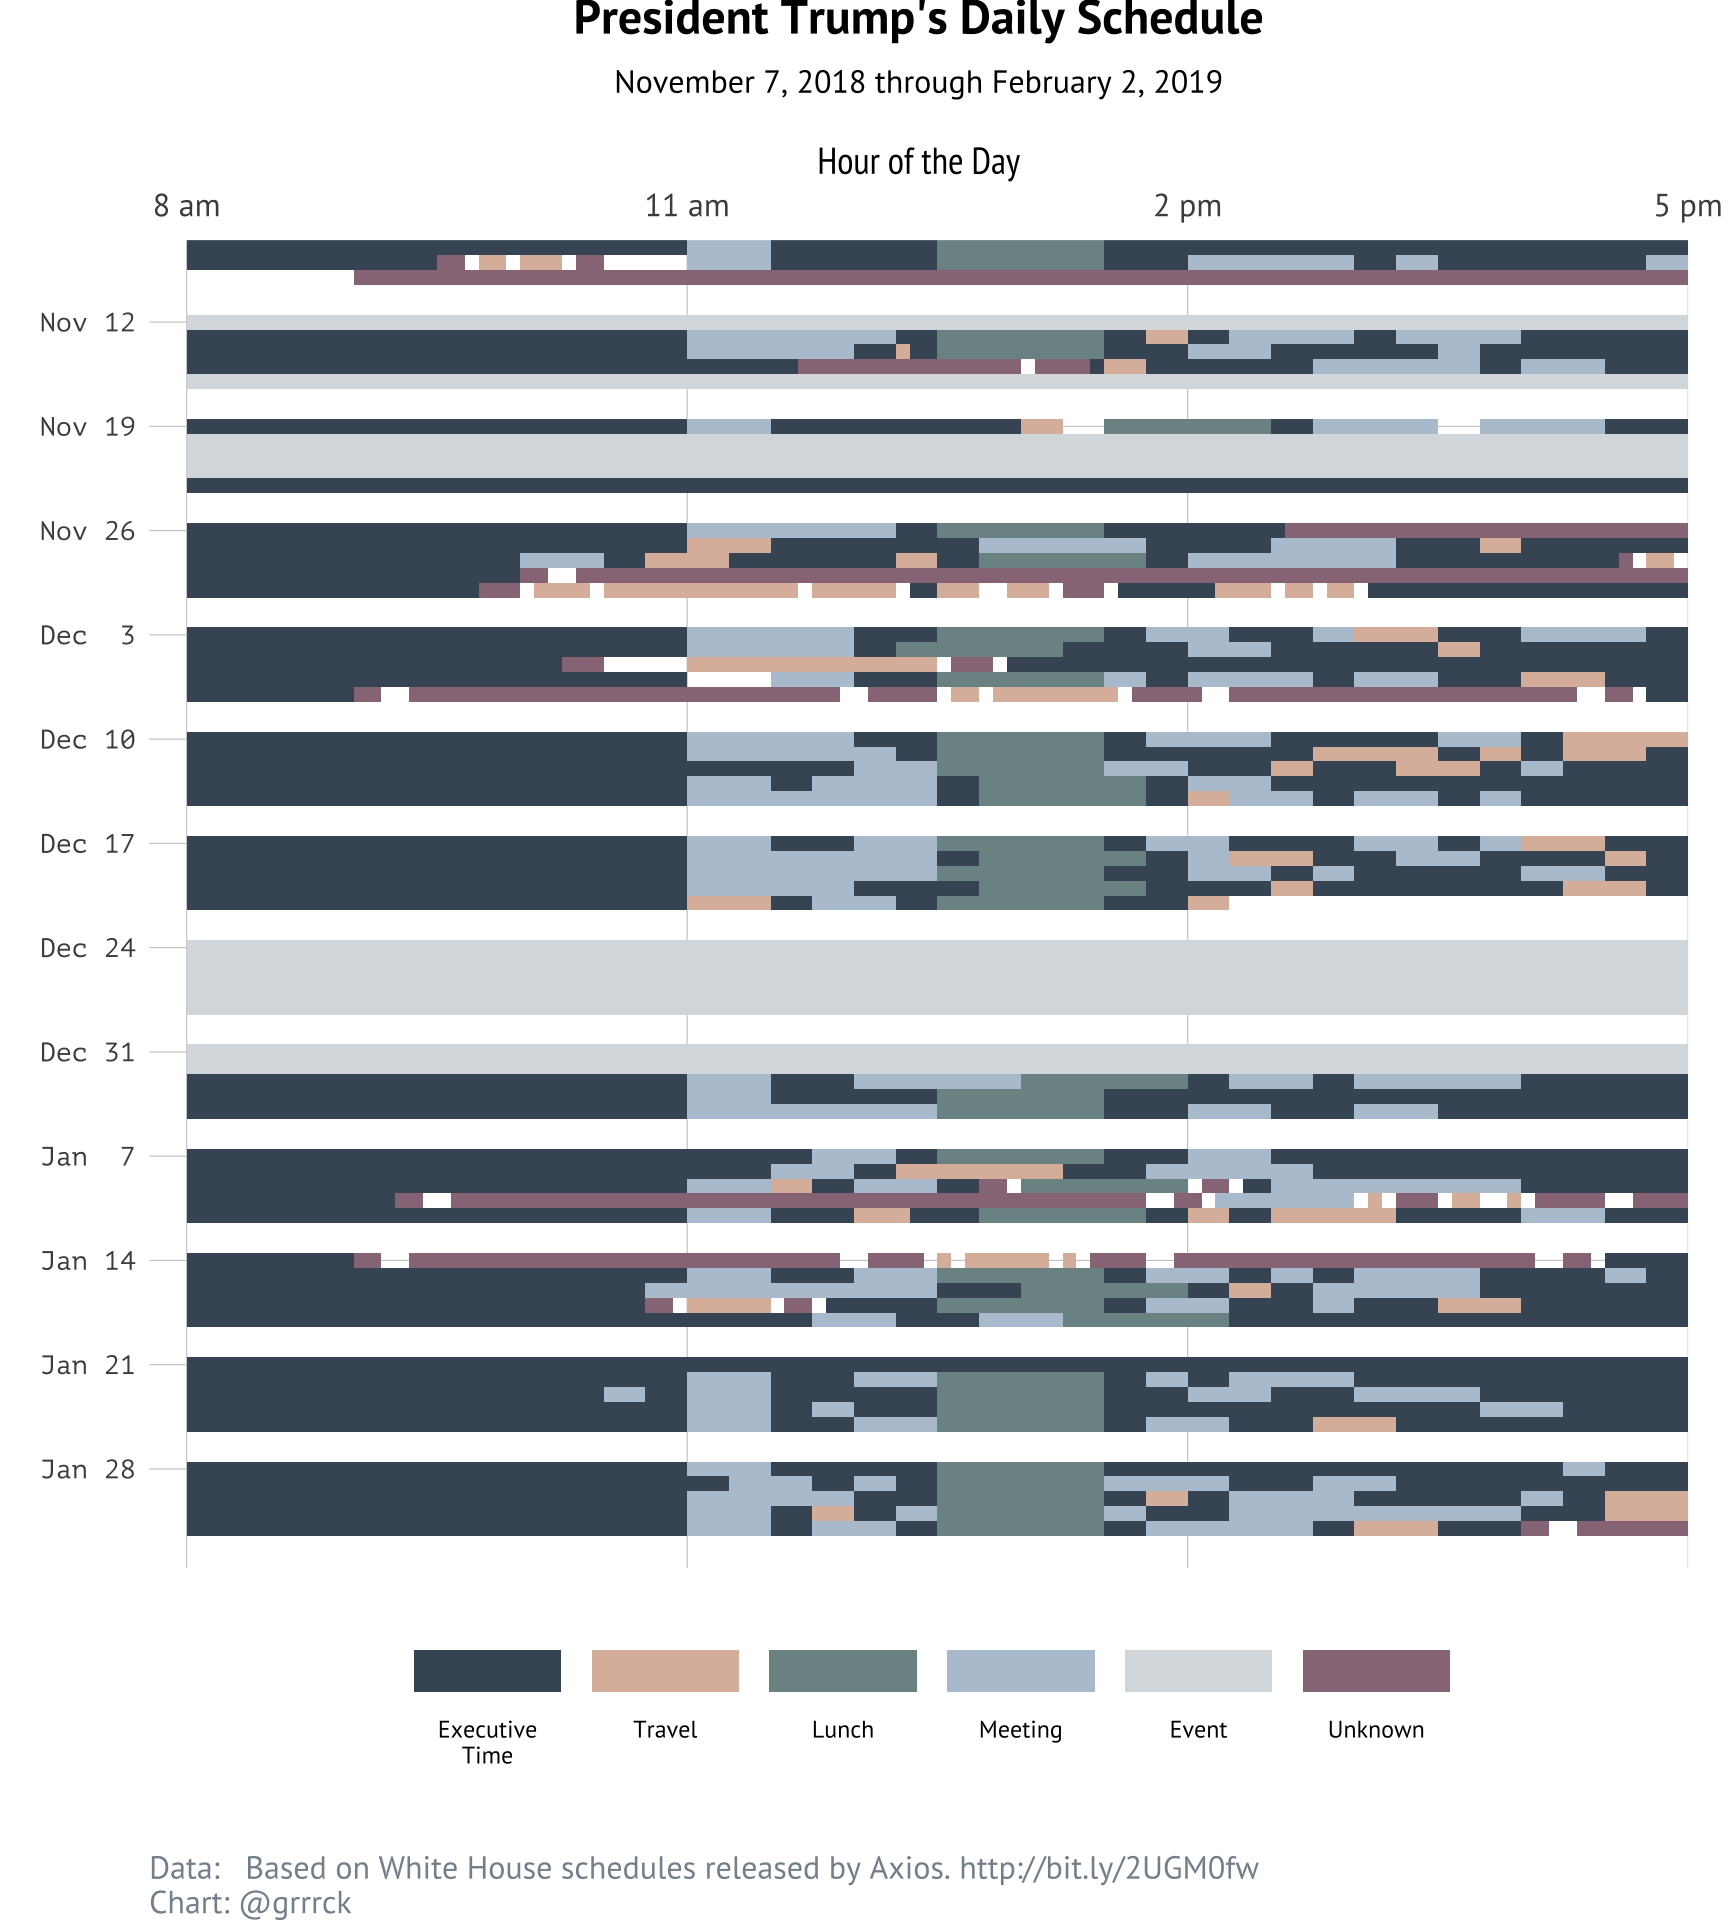 President Trump's Daily Schedule
November 7, 2018 through February 2, 2019
Hour of the Day
8 am 11 am 2 pm 5 pm
Nov 12
Nov 19
Nov 26
Dec 3
Dec 10
Dec 17
Dec 24
Dec 31
Jan 7
Jan 14
Jan 21
Jan 28
Executive Travel Lunch Meeting Event Unknown
Time
Data: Based on White House schedules released by Axios. http://bit.ly/2UGM0fw
Chart: @grrrck